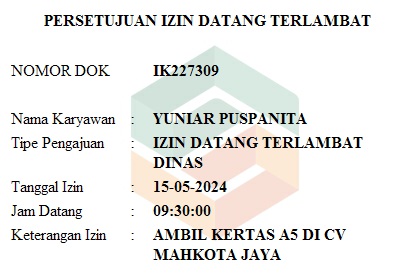 PERSETUJUAN IZIN DATANG TERLAMBAT
NOMOR DOK IK227309
Nama Karyawan : YUNIAR PUSPANITA
Tipe Pengajuan : IZIN DATANG TERLAMBAT
DINAS
Tanggal Izin : 15-05-2024
Jam Datang : 09:30:00
Keterangan Izin : AMBIL KERTAS A5 DI CV
MAHKOTA JAYA